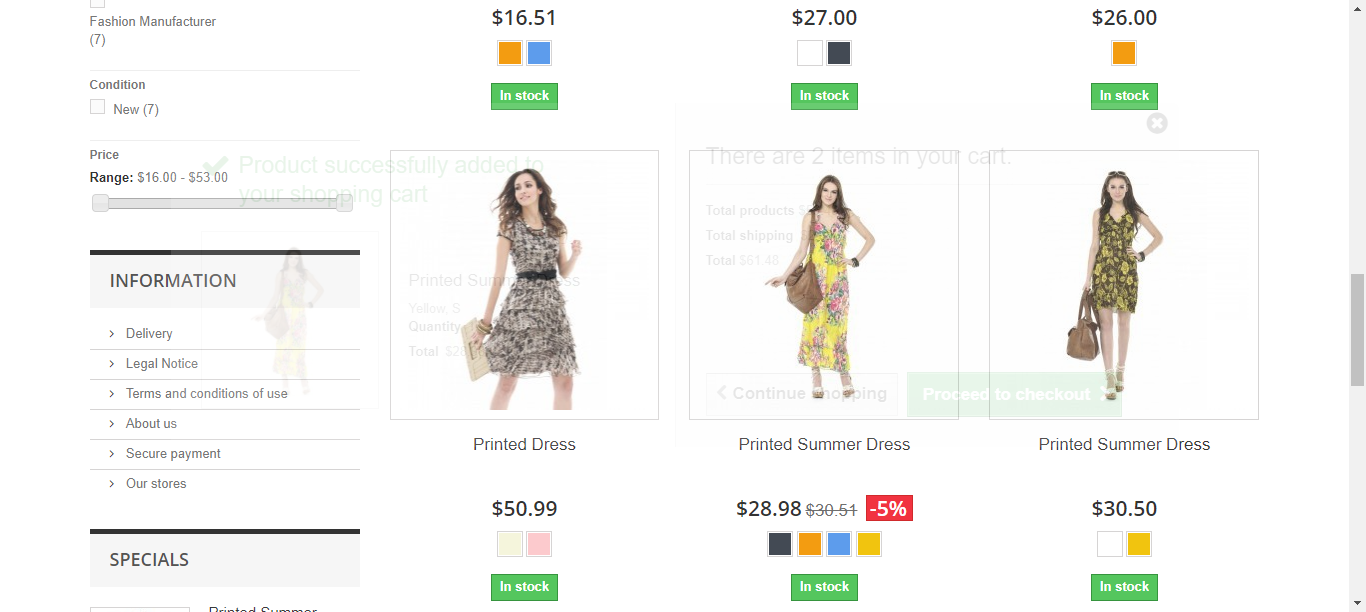 Fashion Manufacturer
(7)
Condition
New (7)
Price
Range: $16.00 - $53.00
INFORMATION
Delivery
Legal Notice
Terms and conditions of use
About us
Secure payment
Our stores
SPECIALS
Printed Summer
$16.51
In stock
$27.00
In stock
$26.00
In stock
Product successfully added to
your shopping cart
Printed Summer Dress
Yellow, S
Quantity
Total
There are 2 items in your cart.
Total products
Total shipping
Total $61.48
Continue shopping
Proceed to checkout
Printed Dress
$50.99
In stock
Printed Summer Dress
$28.98 $30.51 -5%
In stock
Printed Summer Dress
$30.50
In stock